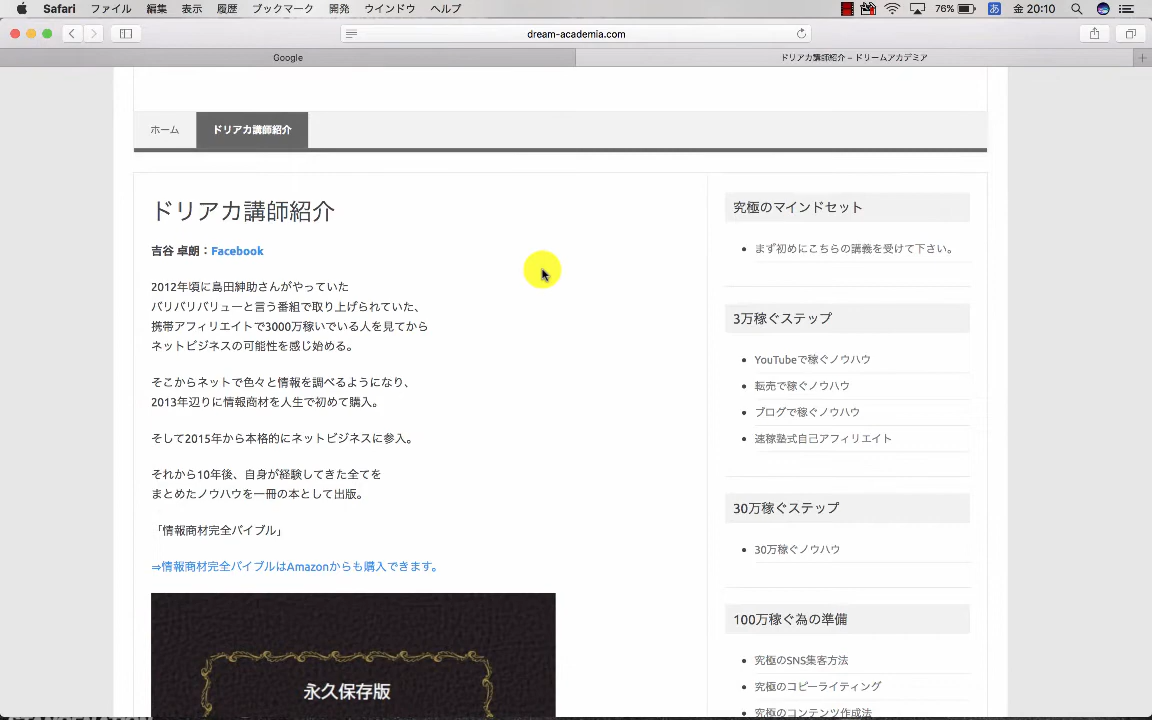 Safari ファイル 編集 表示 履歴 ブックマーク 開発 ウインドウ ヘルプ 76% あ 金 20:10
dream-academia.com
Google
ドリアカ講師紹介 – ドリームアカデミア
ホーム
ドリアカ講師紹介
ドリアカ講師紹介
吉谷 卓朗：Facebook
2012年頃に島田紳助さんがやっていた
バリバリバリューと言う番組で取り上げられていた、
携帯アフィリエイトで3000万稼いでいる人を見てから
ネットビジネスの可能性を感じ始める。
そこからネットで色々と情報を調べるようになり、
2013年辺りに情報商材を人生で初めて購入。
そして2015年から本格的にネットビジネスに参入。
それから10年後、自身が経験してきた全てを
まとめたノウハウを一冊の本として出版。
「情報商材完全バイブル」
⇒情報商材完全バイブルはAmazonからも購入できます。
永久保存版
究極のマインドセット
まず初めにこちらの講義を受けて下さい。
3万稼ぐステップ
YouTubeで稼ぐノウハウ
転売で稼ぐノウハウ
ブログで稼ぐノウハウ
速稼塾式自己アフィリエイト
30万稼ぐステップ
30万稼ぐノウハウ
100万稼ぐ為の準備
究極のSNS集客方法
究極のコピーライティング
究極のコンテンツ作成法